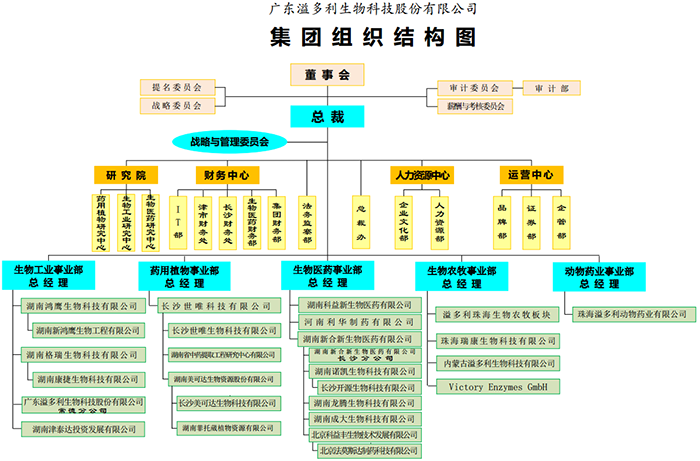 广东溢多利生物科技股份有限公司
集团组织结构图
董事会
提名委员会
战略委员会
审计委员会
审计部
薪酬与考核委员会
总裁
战略与管理委员会
研究院
财务中心
人力资源中心
运营中心
药用植物研究中心
生物工业研究中心
生物医药研究中心
IT部
津市财务处
长沙财务处
生物医药财务部
集团财务部
法务监察部
总裁办
企业文化部
人力资源部
品牌部
证券部
企管部
生物工业事业部
总经理
药用植物事业部
总经理
生物医药事业部
总经理
生物农牧事业部
总经理
动物药业事业部
总经理
湖南鸿鹰生物科技有限公司
湖南新鸿鹰生物工程有限公司
湖南格瑞生物科技有限公司
湖南康捷生物科技有限公司
广东溢多利生物科技股份有限公司
常德分公司
湖南津泰达投资发展有限公司
长沙世唯科技有限公司
长沙世唯生物科技有限公司
湖南省中药提取工程研究中心有限公司
湖南美可达生物资源股份有限公司
长沙美可达生物科技有限公司
湖南菲托葳植物资源有限公司
湖南科益新生物医药有限公司
河南利华制药有限公司
湖南新合新生物医药有限公司
湖南新合新生物医药有限公司
长沙分公司
湖南诺凯生物科技有限公司
长沙开源生物科技有限公司
湖南龙腾生物科技有限公司
湖南成大生物科技有限公司
北京科益丰生物技术发展有限公司
北京法莫斯达制药科技有限公司
溢多利珠海生物农牧板块
珠海瑞康生物科技有限公司
内蒙古溢多利生物科技有限公司
Victory Enzymes GmbH
珠海溢多利动物药业有限公司